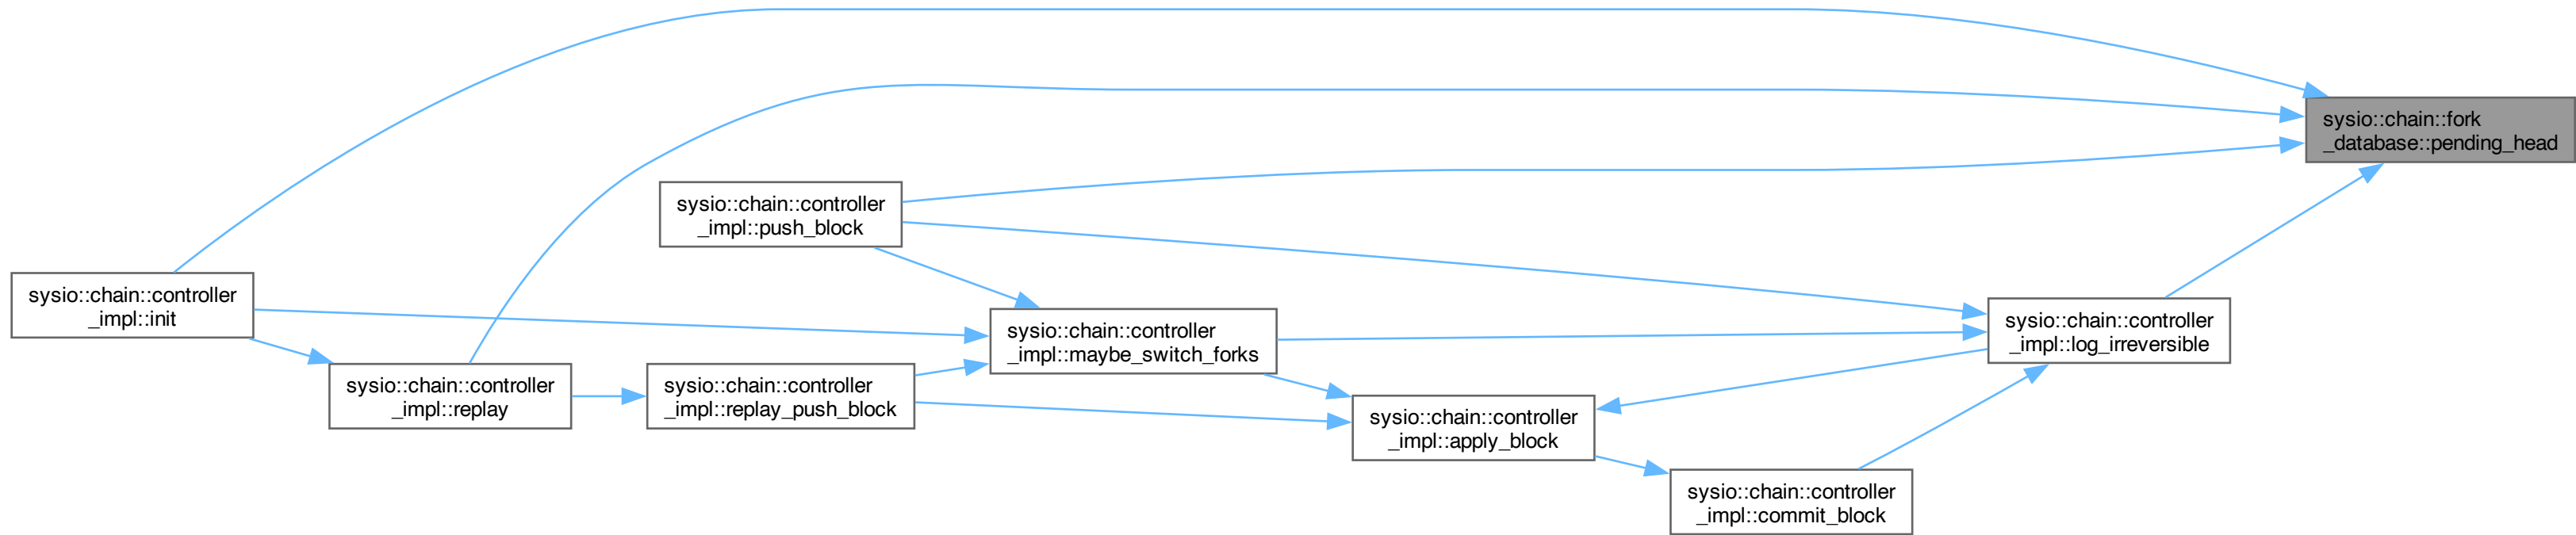 sysio::chain::fork
_database::pending_head
sysio::chain::controller
_impl::push_block
sysio::chain::controller
_impl::init
sysio::chain::controller
_impl::maybe_switch_forks
sysio::chain::controller
_impl::log_irreversible
sysio::chain::controller
_impl::replay
sysio::chain::controller
_impl::replay_push_block
sysio::chain::controller
_impl::apply_block
sysio::chain::controller
_impl::commit_block